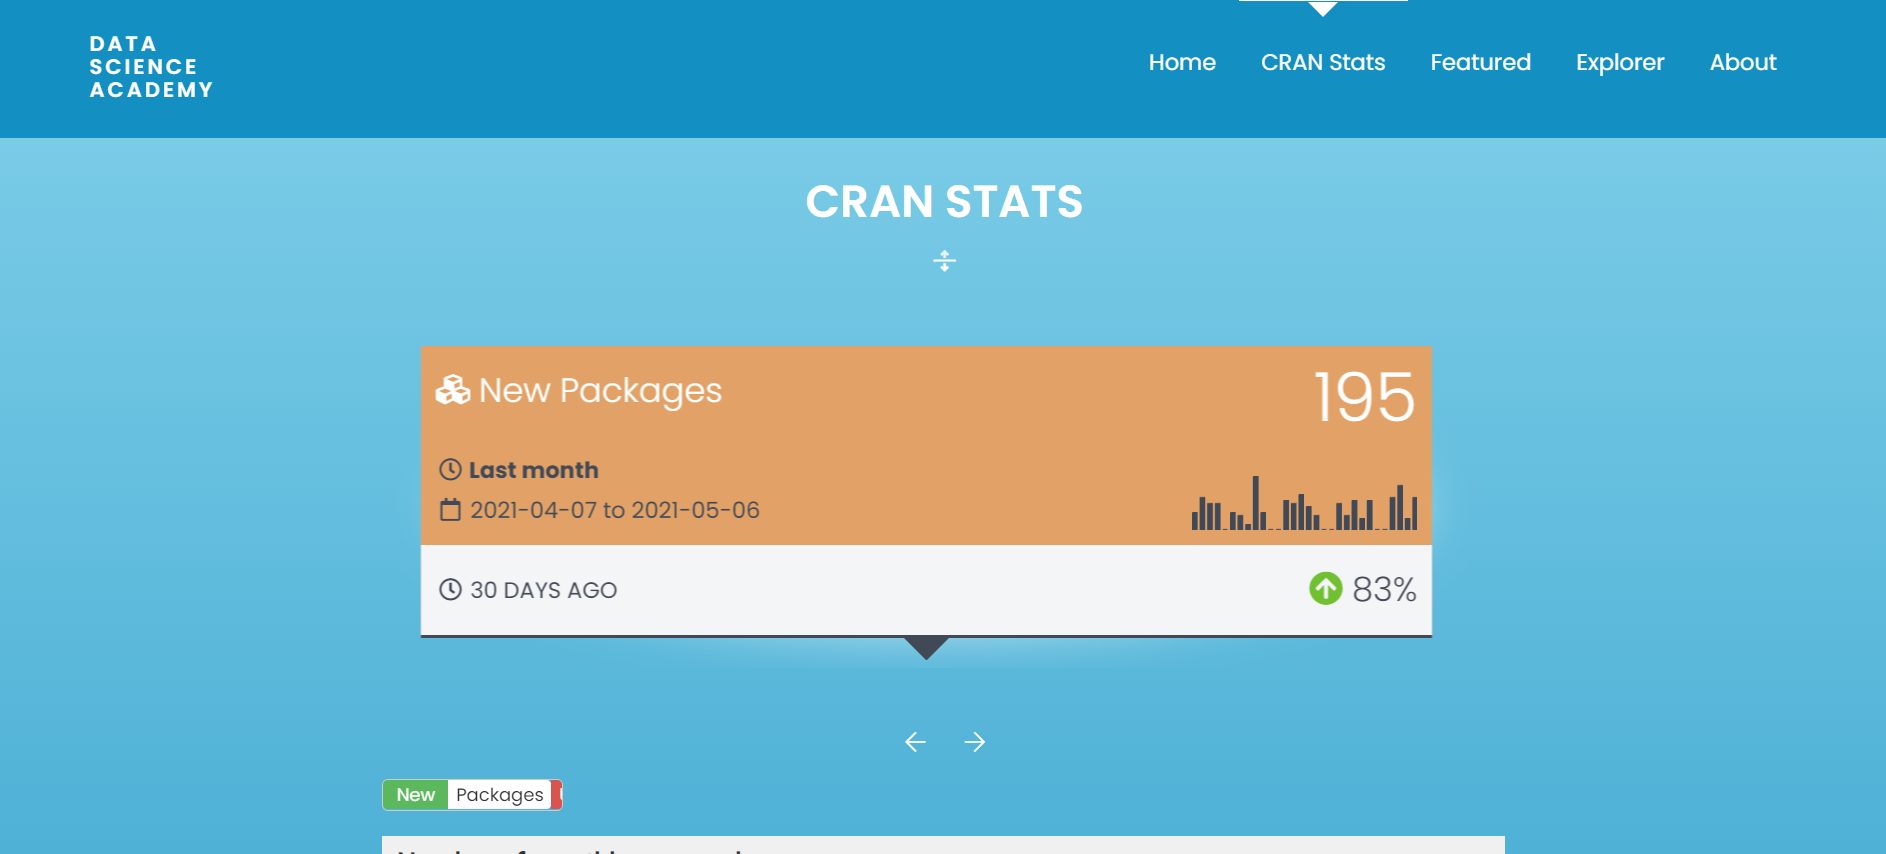 DATA
SCIENCE
ACADEMY
Home CRAN Stats Featured Explorer About
CRAN STATS
New Packages 195
Last month
2021-04-07 to 2021-05-06
30 DAYS AGO 83%
New Packages